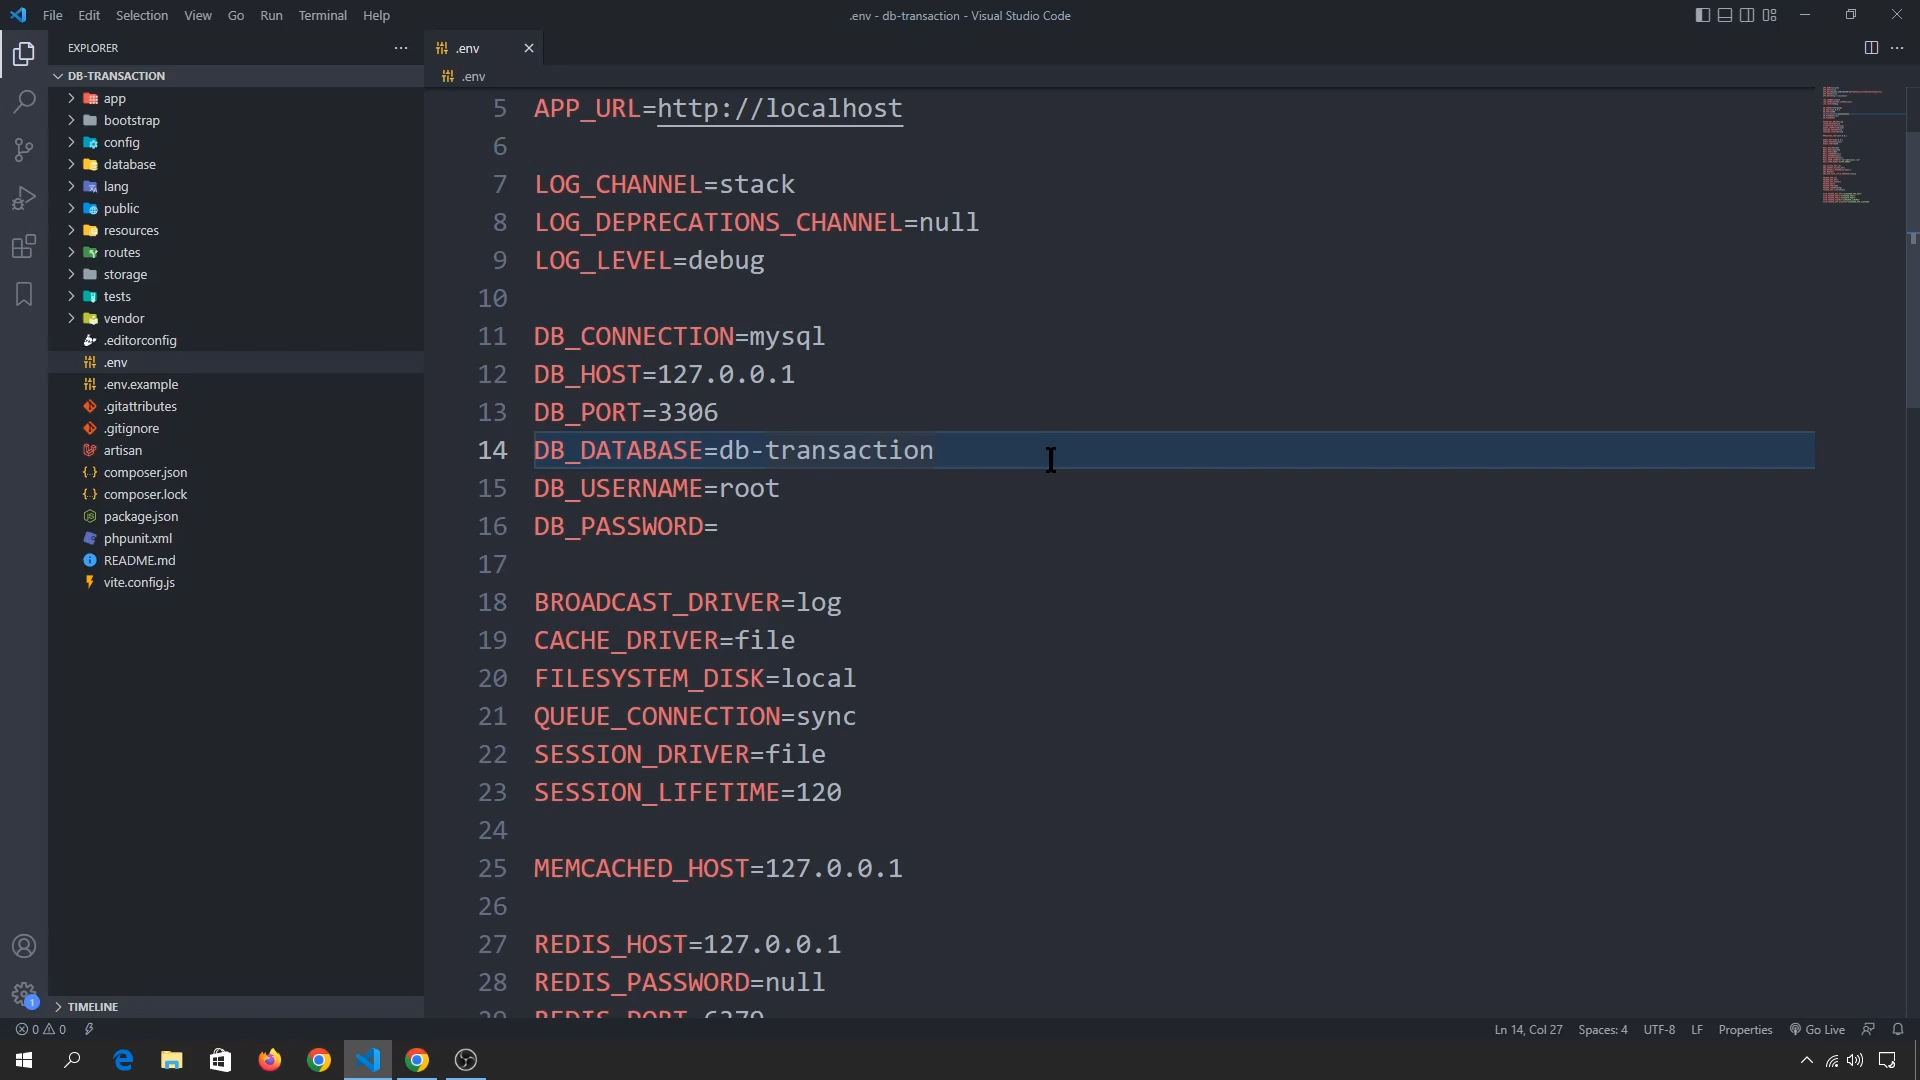 File Edit Selection View Go Run Terminal Help
.env - db-transaction - Visual Studio Code
EXPLORER
DB-TRANSACTION
app
bootstrap
config
database
lang
public
resources
routes
storage
tests
vendor
.editorconfig
.env
.env.example
.gitattributes
.gitignore
artisan
composer.json
composer.lock
package.json
phpunit.xml
README.md
vite.config.js
TIMELINE
.env
.env
5 APP_URL=http://localhost
6
7 LOG_CHANNEL=stack
8 LOG_DEPRECATIONS_CHANNEL=null
9 LOG_LEVEL=debug
10
11 DB_CONNECTION=mysql
12 DB_HOST=127.0.0.1
13 DB_PORT=3306
14 DB_DATABASE=db-transaction
15 DB_USERNAME=root
16 DB_PASSWORD=
17
18 BROADCAST_DRIVER=log
19 CACHE_DRIVER=file
20 FILESYSTEM_DISK=local
21 QUEUE_CONNECTION=sync
22 SESSION_DRIVER=file
23 SESSION_LIFETIME=120
24
25 MEMCACHED_HOST=127.0.0.1
26
27 REDIS_HOST=127.0.0.1
28 REDIS_PASSWORD=null
29 REDIS_PORT=6379
1
0 0
Ln 14, Col 27 Spaces: 4 UTF-8 LF Properties Go Live